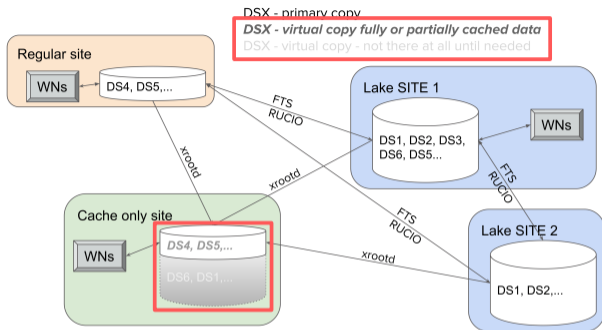 DSX - primary copy
DSX - virtual copy fully or partially cached data
DSX - virtual copy - not there at all until needed
Regular site
WNs
DS4, DS5,...
FTS
RUCIO
Lake SITE 1
DS1, DS2, DS3,
DS6, DS5...
WNs
xrootd
xrootd
FTS
RUCIO
FTS
RUCIO
Cache only site
WNs
DS4, DS5,...
DS6, DS1,...
xrootd
Lake SITE 2
DS1, DS2,...